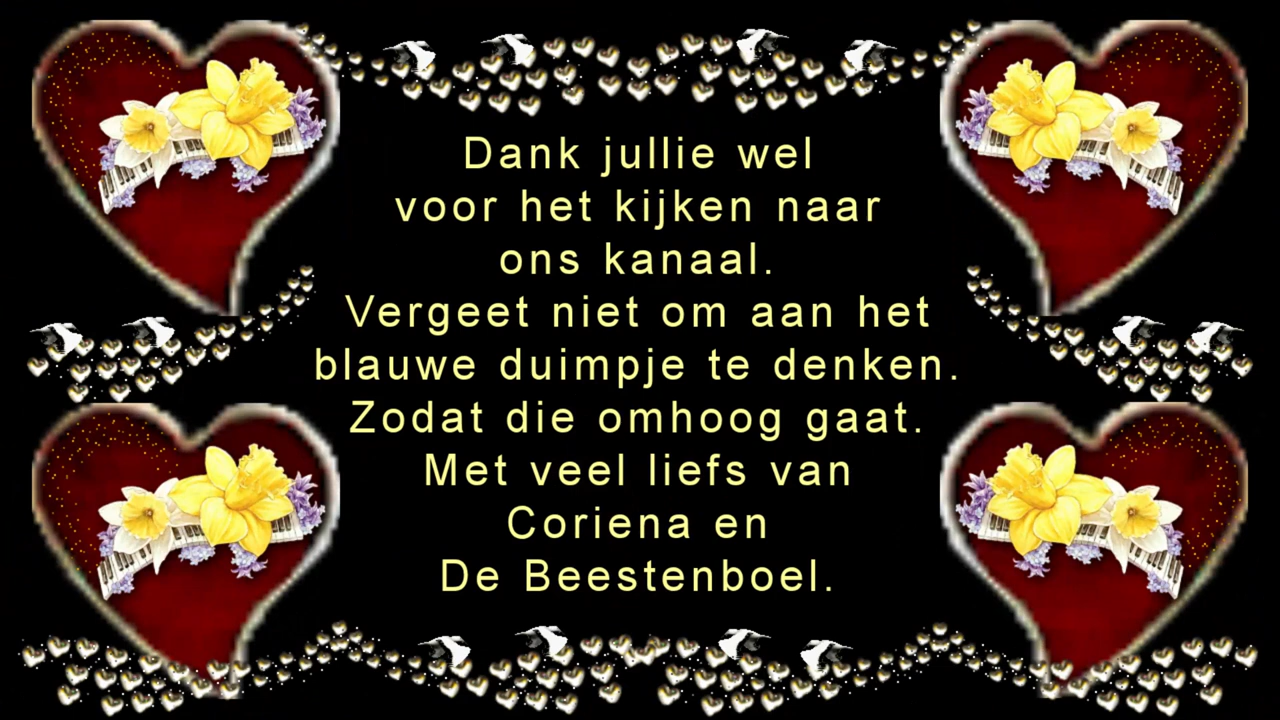 Dank jullie wel
voor het kijken naar
ons kanaal.
Vergeet niet om aan het
blauwe duimpje te denken.
Zodat die omhoog gaat.
Met veel liefs van
Coriena en
De Beestenboel.